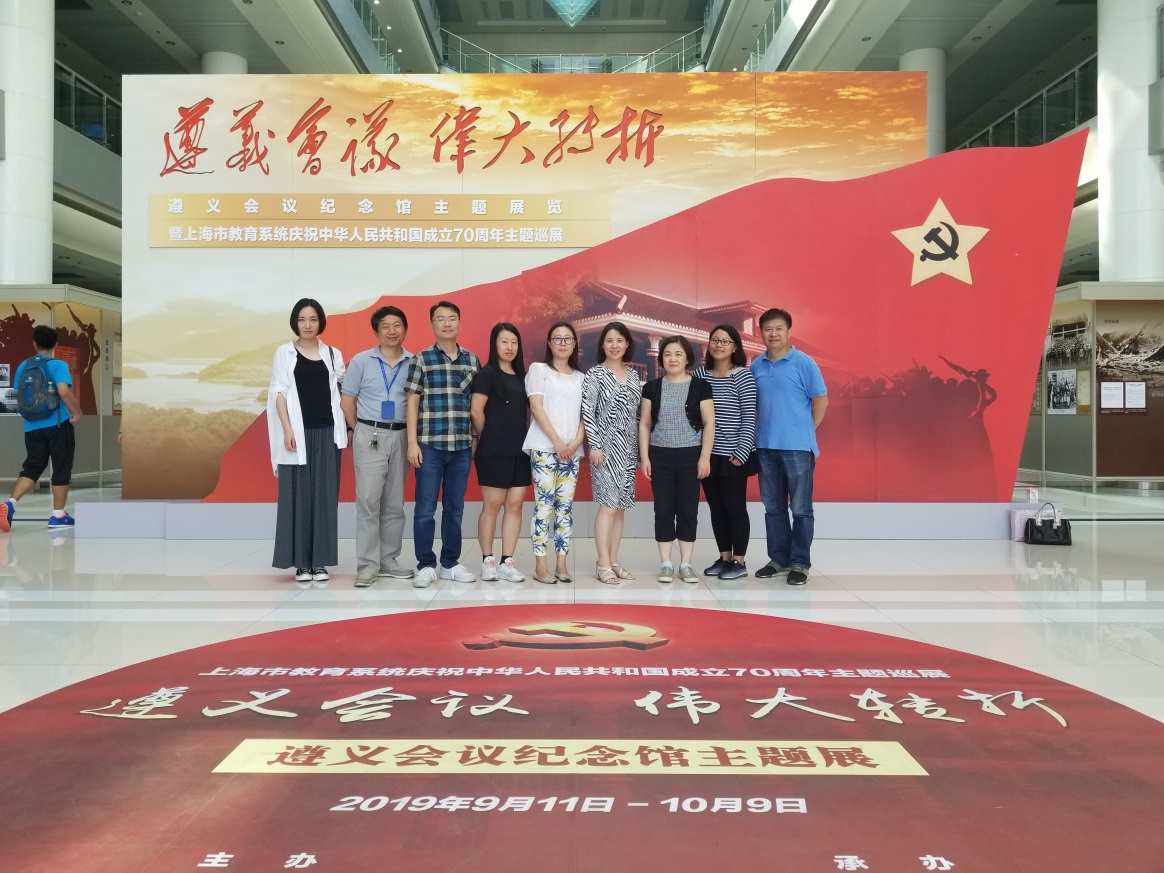 遵義會議 偉大转折
遵义会议纪念馆主题展览
暨上海市教育系统庆祝中华人民共和国成立70周年主题巡展
上海市教育系统庆祝中华人民共和国成立70周年主题巡展
遵义会议 伟大转折
遵义会议纪念馆主题展
2019年9月11日－10月9日
主办
承办